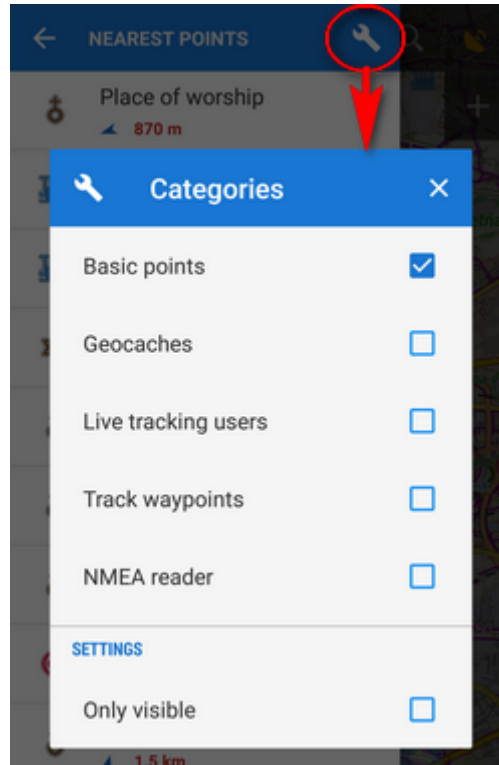 NEAREST POINTS
Place of worship
870 m
Categories
Basic points
Geocaches
Live tracking users
Track waypoints
NMEA reader
SETTINGS
Only visible
1.5 km